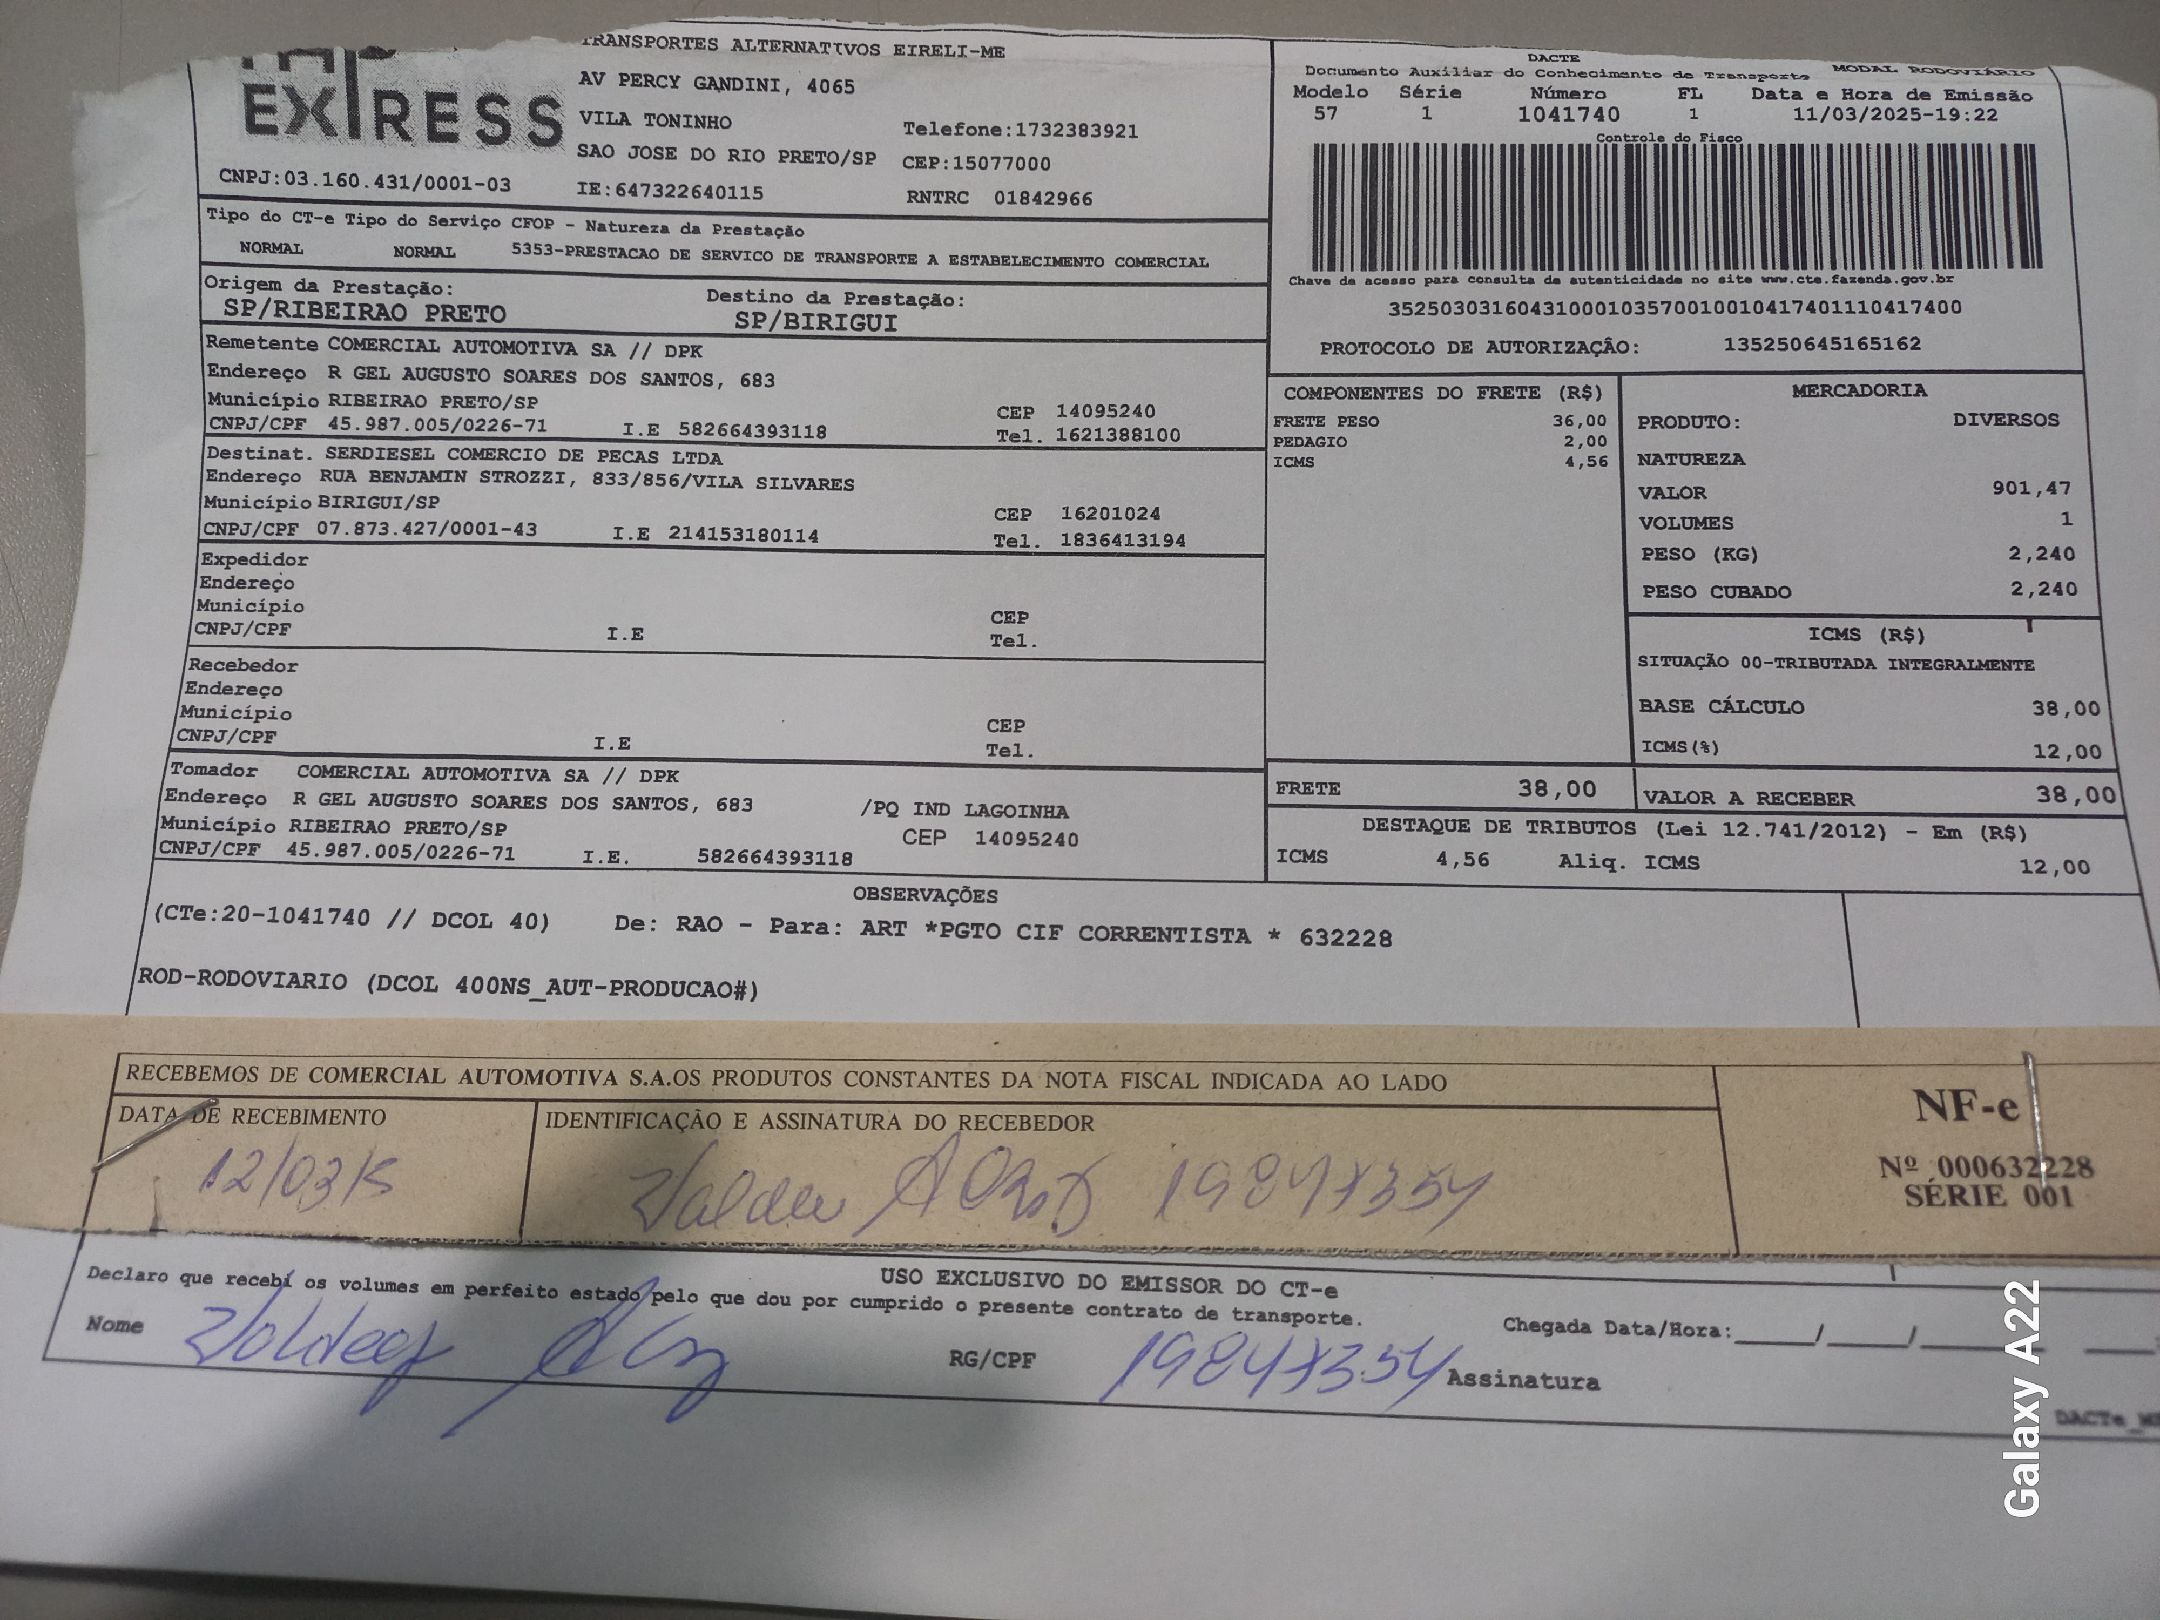 EXPRESS
TRANSPORTES ALTERNATIVOS EIRELI-ME
AV PERCY GANDINI, 4065
VILA TONINHO Telefone:1732383921
SAO JOSE DO RIO PRETO/SP CEP:15077000
CNPJ:03.160.431/0001-03 IE:647322640115 RNTRC 01842966
DACTE
Documento Auxiliar do Conhecimento de Transporte MODAL RODOVIÁRIO
Modelo Série Número FL Data e Hora de Emissão
57 1 1041740 1 11/03/2025-19:22
Controle do Fisco
Chave de acesso para consulta de autenticidade no site www.cte.fazenda.gov.br
35250303160431000103570010010417401110417400
PROTOCOLO DE AUTORIZAÇÂO: 135250645165162
Tipo do CT-e Tipo do Serviço CFOP - Natureza da Prestação
NORMAL NORMAL 5353-PRESTACAO DE SERVICO DE TRANSPORTE A ESTABELECIMENTO COMERCIAL
Origem da Prestação: Destino da Prestação:
SP/RIBEIRAO PRETO SP/BIRIGUI
Remetente COMERCIAL AUTOMOTIVA SA // DPK
Endereço R GEL AUGUSTO SOARES DOS SANTOS, 683
Município RIBEIRAO PRETO/SP CEP 14095240
CNPJ/CPF 45.987.005/0226-71 I.E 582664393118 Tel. 1621388100
Destinat. SERDIESEL COMERCIO DE PECAS LTDA
Endereço RUA BENJAMIN STROZZI, 833/856/VILA SILVARES
Município BIRIGUI/SP CEP 16201024
CNPJ/CPF 07.873.427/0001-43 I.E 214153180114 Tel. 1836413194
Expedidor
Endereço
Município CEP
CNPJ/CPF I.E Tel.
Recebedor
Endereço
Município CEP
CNPJ/CPF I.E Tel.
Tomador COMERCIAL AUTOMOTIVA SA // DPK
Endereço R GEL AUGUSTO SOARES DOS SANTOS, 683 /PQ IND LAGOINHA
Município RIBEIRAO PRETO/SP CEP 14095240
CNPJ/CPF 45.987.005/0226-71 I.E. 582664393118
COMPONENTES DO FRETE (R$)
FRETE PESO 36,00
PEDAGIO 2,00
ICMS 4,56
MERCADORIA
PRODUTO: DIVERSOS
NATUREZA
VALOR 901,47
VOLUMES 1
PESO (KG) 2,240
PESO CUBADO 2,240
ICMS (R$)
SITUAÇÃO 00-TRIBUTADA INTEGRALMENTE
BASE CÁLCULO 38,00
ICMS(%) 12,00
FRETE 38,00 VALOR A RECEBER 38,00
DESTAQUE DE TRIBUTOS (Lei 12.741/2012) - Em (R$)
ICMS 4,56 Aliq. ICMS 12,00
OBSERVAÇÕES
(CTe:20-1041740 // DCOL 40) De: RAO - Para: ART *PGTO CIF CORRENTISTA * 632228
ROD-RODOVIARIO (DCOL 400NS_AUT-PRODUCAO#)
RECEBEMOS DE COMERCIAL AUTOMOTIVA S.A.OS PRODUTOS CONSTANTES DA NOTA FISCAL INDICADA AO LADO
DATA DE RECEBIMENTO IDENTIFICAÇÃO E ASSINATURA DO RECEBEDOR
NF-e
Nº 000632228
SÉRIE 001
USO EXCLUSIVO DO EMISSOR DO CT-e
Declaro que recebi os volumes em perfeito estado pelo que dou por cumprido o presente contrato de transporte.
Nome RG/CPF Assinatura
Chegada Data/Hora:____/____/____
Galaxy A22